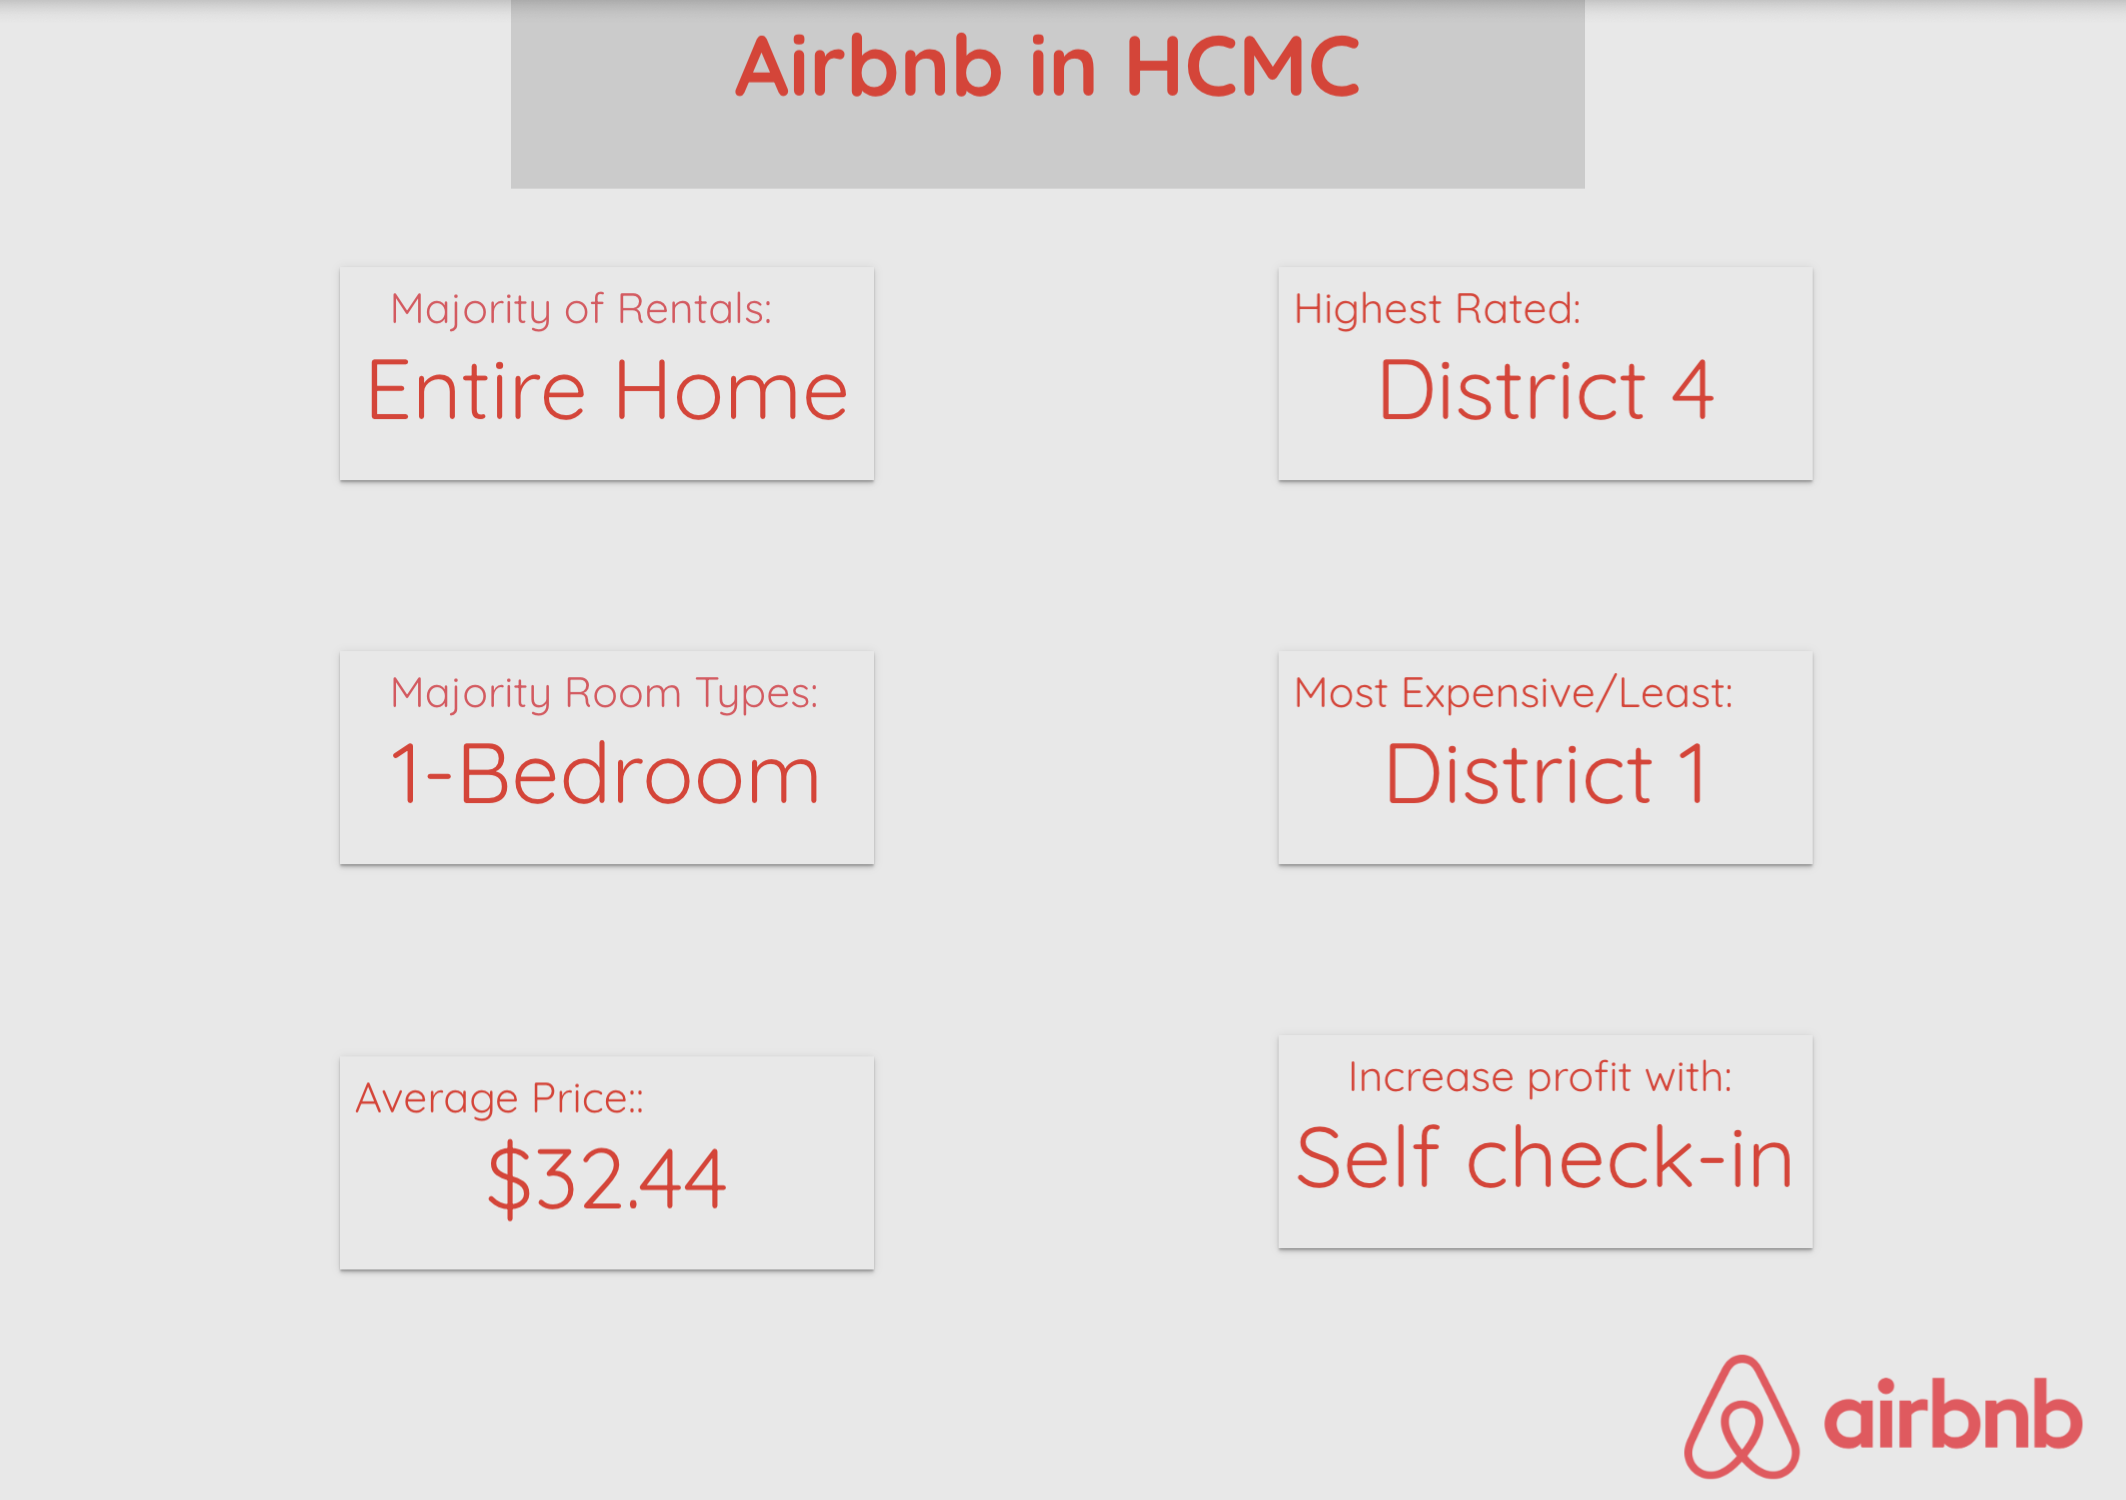 Airbnb in HCMC
Majority of Rentals:
Entire Home
Highest Rated:
District 4
Majority Room Types:
1-Bedroom
Most Expensive/Least:
District 1
Average Price::
$32.44
Increase profit with:
Self check-in
airbnb